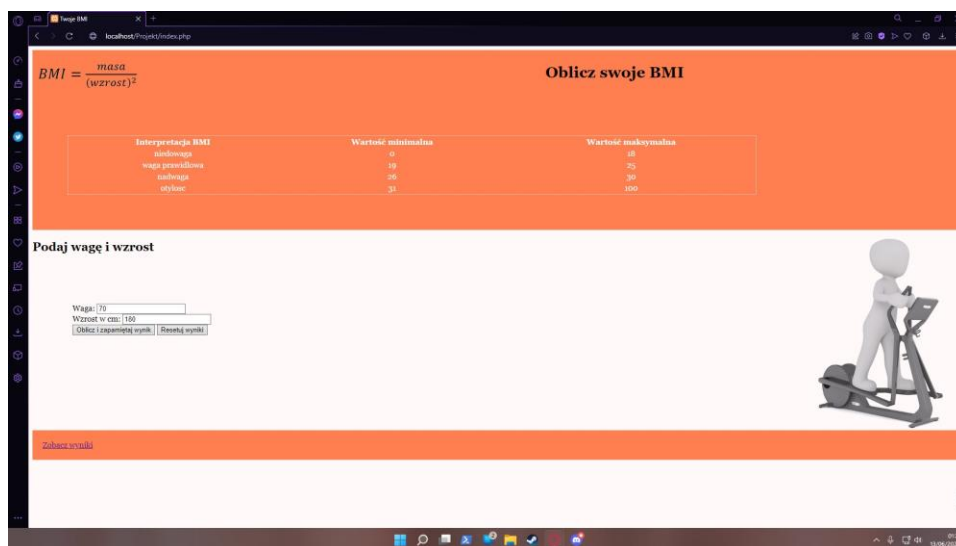 Twoje BMI
localhost/Projekt/index.php
BMI = masa
(wzrost)²
Oblicz swoje BMI
Interpretacja BMI Wartość minimalna Wartość maksymalna
niedowaga 0 18
waga prawidlowa 19 25
nadwaga 26 30
otylosc 31 100
Podaj wagę i wzrost
Waga: 70
Wzrost w cm: 180
Oblicz i zapamiętaj wynik Resetuj wyniki
Zobacz wyniki